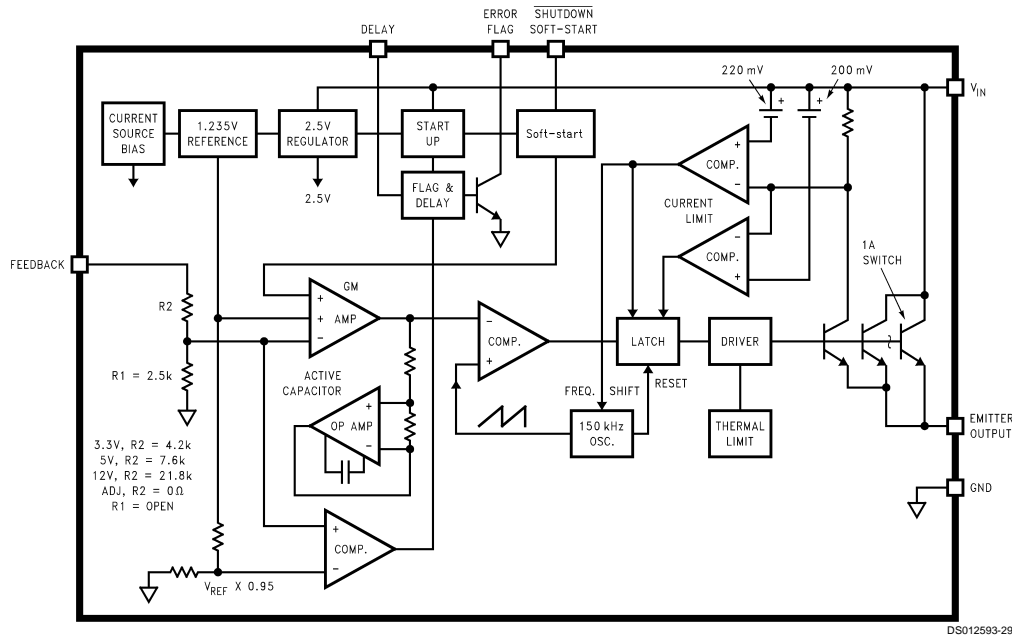 DELAY
ERROR
FLAG
SHUTDOWN
SOFT-START
220 mV
200 mV
+
+
VIN
CURRENT
SOURCE
BIAS
1.235V
REFERENCE
2.5V
REGULATOR
START
UP
Soft-start
2.5V
FLAG &
DELAY
+
COMP.
−
CURRENT
LIMIT
−
COMP.
+
1A
SWITCH
FEEDBACK
R2
R1 = 2.5k
GM
+
+ AMP
−
−
COMP.
+
LATCH
DRIVER
FREQ. SHIFT
RESET
ACTIVE
CAPACITOR
+
OP AMP
−
150 kHz
OSC.
THERMAL
LIMIT
EMITTER
OUTPUT
3.3V, R2 = 4.2k
5V, R2 = 7.6k
12V, R2 = 21.8k
ADJ, R2 = 0Ω
R1 = OPEN
GND
+
COMP.
−
VREF X 0.95
DS012593-29